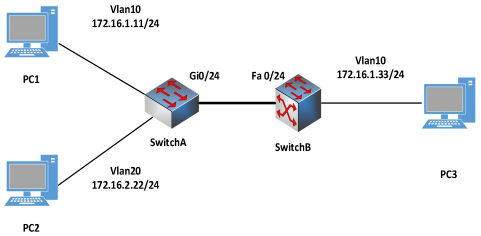 Vlan10
172.16.1.11/24
PC1
Gi0/24
Fa 0/24
Vlan10
172.16.1.33/24
SwitchA
SwitchB
Vlan20
172.16.2.22/24
PC3
PC2